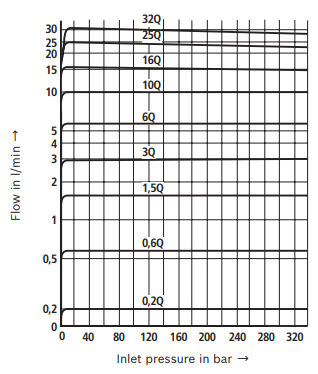 32Q
30
25Q
25
20
16Q
15
10Q
10
6Q
5
4
3Q
3
2
1,5Q
1
0,6Q
0,5
0,2Q
0,2
0
0 40 80 120 160 200 240 280 320
Flow in l/min →
Inlet pressure in bar →